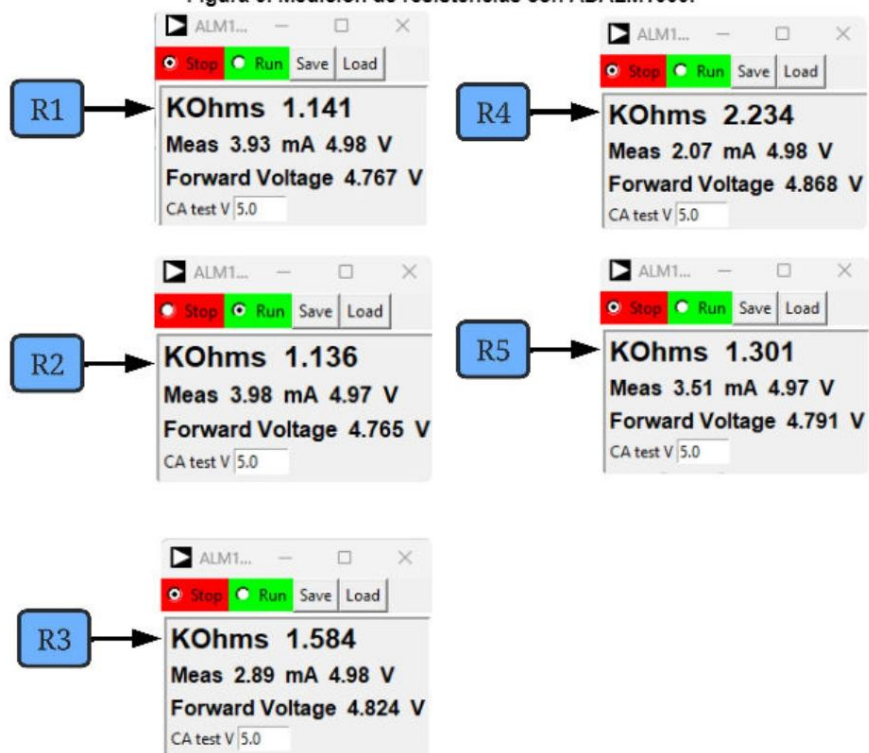 ALM1...
Stop Run Save Load
R1
KOhms 1.141
Meas 3.93 mA 4.98 V
Forward Voltage 4.767 V
CA test V 5.0
ALM1...
Stop Run Save Load
R4
KOhms 2.234
Meas 2.07 mA 4.98 V
Forward Voltage 4.868 V
CA test V 5.0
ALM1...
Stop Run Save Load
R2
KOhms 1.136
Meas 3.98 mA 4.97 V
Forward Voltage 4.765 V
CA test V 5.0
ALM1...
Stop Run Save Load
R5
KOhms 1.301
Meas 3.51 mA 4.97 V
Forward Voltage 4.791 V
CA test V 5.0
ALM1...
Stop Run Save Load
R3
KOhms 1.584
Meas 2.89 mA 4.98 V
Forward Voltage 4.824 V
CA test V 5.0